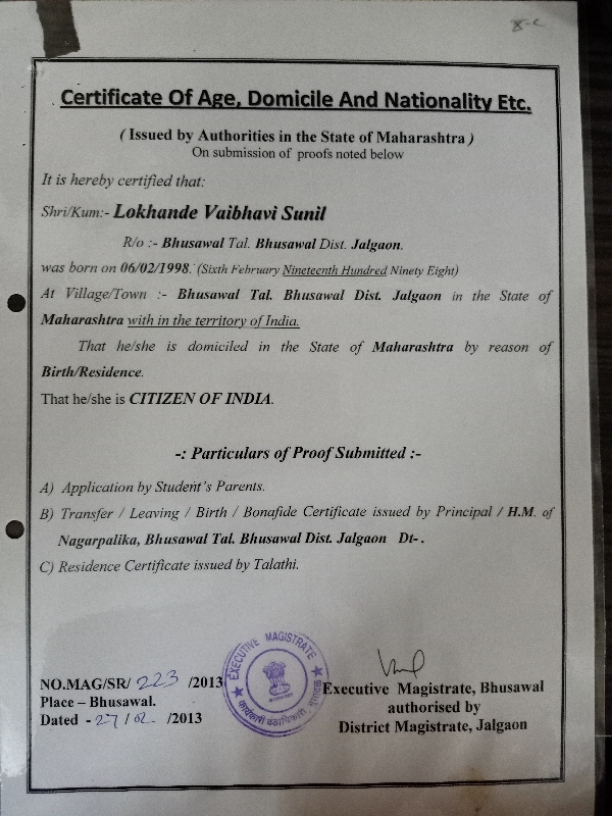 8-c
Certificate Of Age, Domicile And Nationality Etc.
( Issued by Authorities in the State of Maharashtra )
On submission of proofs noted below
It is hereby certified that:
Shri/Kum:- Lokhande Vaibhavi Sunil
R/o :- Bhusawal Tal. Bhusawal Dist. Jalgaon.
was born on 06/02/1998. (Sixth February Nineteenth Hundred Ninety Eight)
At Village/Town :- Bhusawal Tal. Bhusawal Dist. Jalgaon in the State of
Maharashtra with in the territory of India.
That he/she is domiciled in the State of Maharashtra by reason of
Birth/Residence.
That he/she is CITIZEN OF INDIA.
-: Particulars of Proof Submitted :-
A) Application by Student's Parents.
B) Transfer / Leaving / Birth / Bonafide Certificate issued by Principal / H.M. of
Nagarpalika, Bhusawal Tal. Bhusawal Dist. Jalgaon Dt-.
C) Residence Certificate issued by Talathi.
EXECUTIVE MAGISTRATE
कार्यकारी दंडाधिकारी, भुसावळ
NO.MAG/SR/ 223 /2013
Place – Bhusawal.
Dated - 27/02 /2013
Executive Magistrate, Bhusawal
authorised by
District Magistrate, Jalgaon